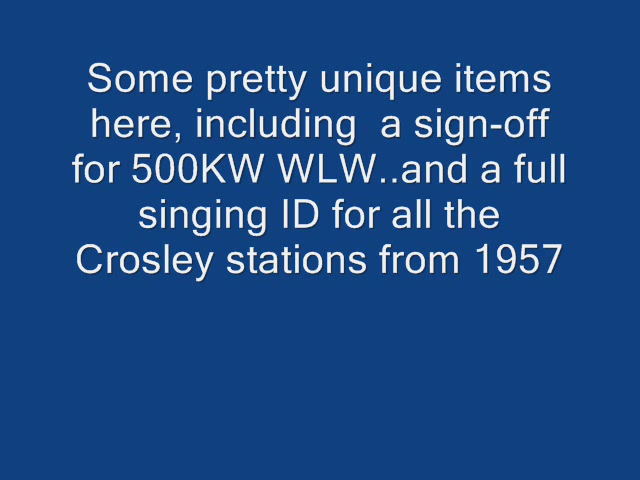 Some pretty unique items
here, including  a sign-off
for 500KW WLW..and a full
singing ID for all the
Crosley stations from 1957